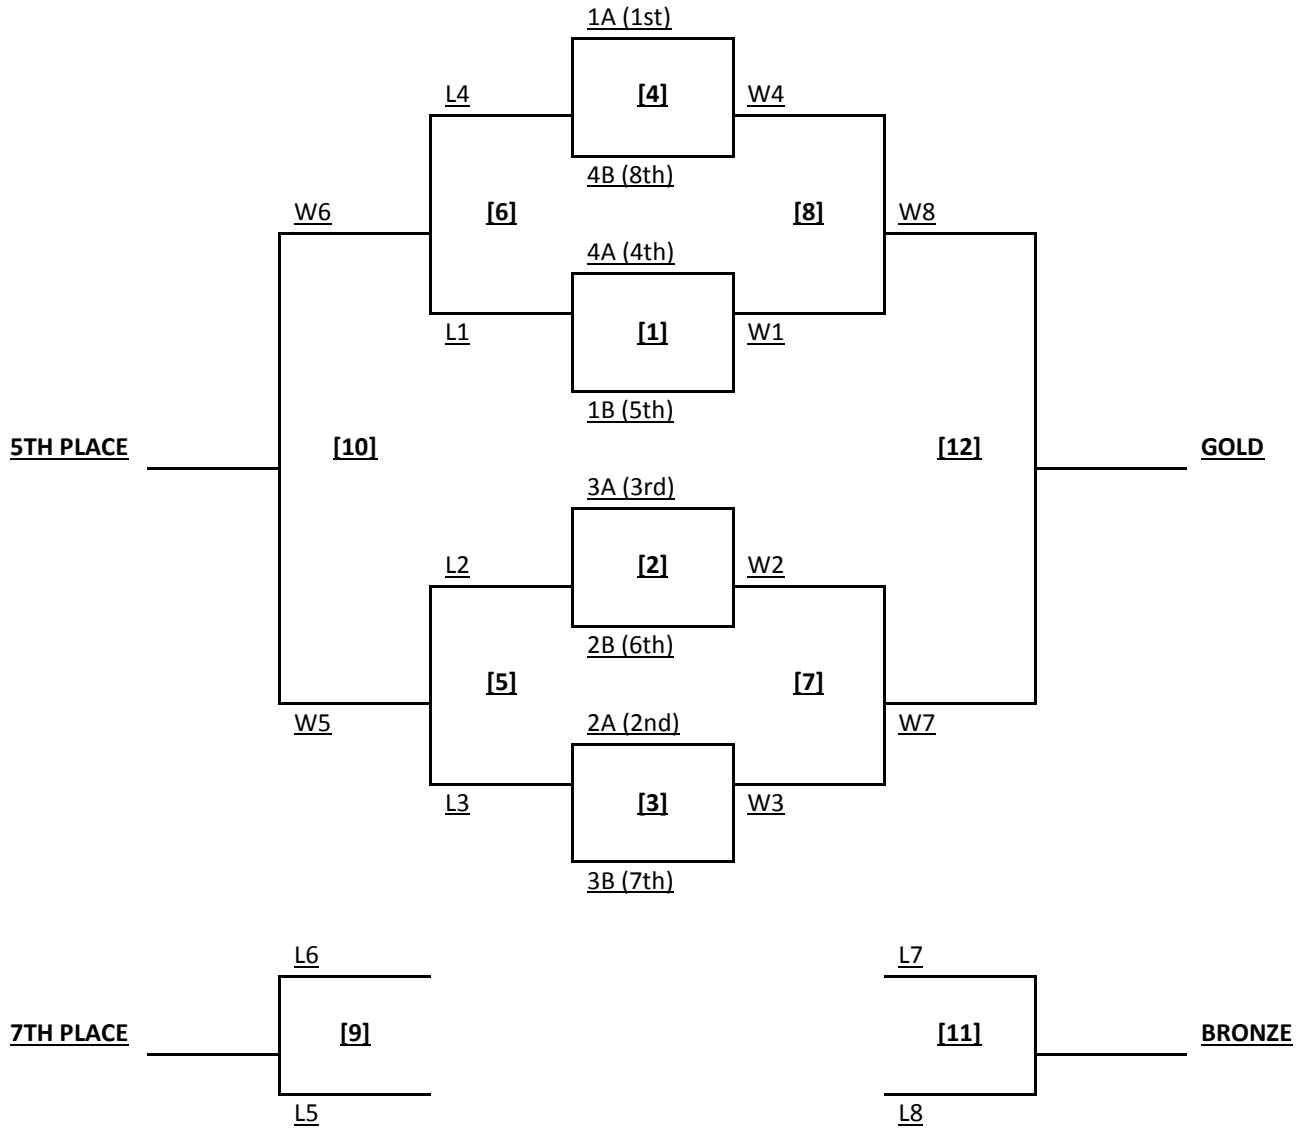 1A (1st)
L4
[4]
W4
4B (8th)
W6
[6]
[8]
W8
4A (4th)
L1
[1]
W1
1B (5th)
5TH PLACE
[10]
[12]
GOLD
3A (3rd)
L2
[2]
W2
2B (6th)
[5]
[7]
W5
2A (2nd)
W7
L3
[3]
W3
3B (7th)
L6
L7
7TH PLACE
[9]
[11]
BRONZE
L5
L8